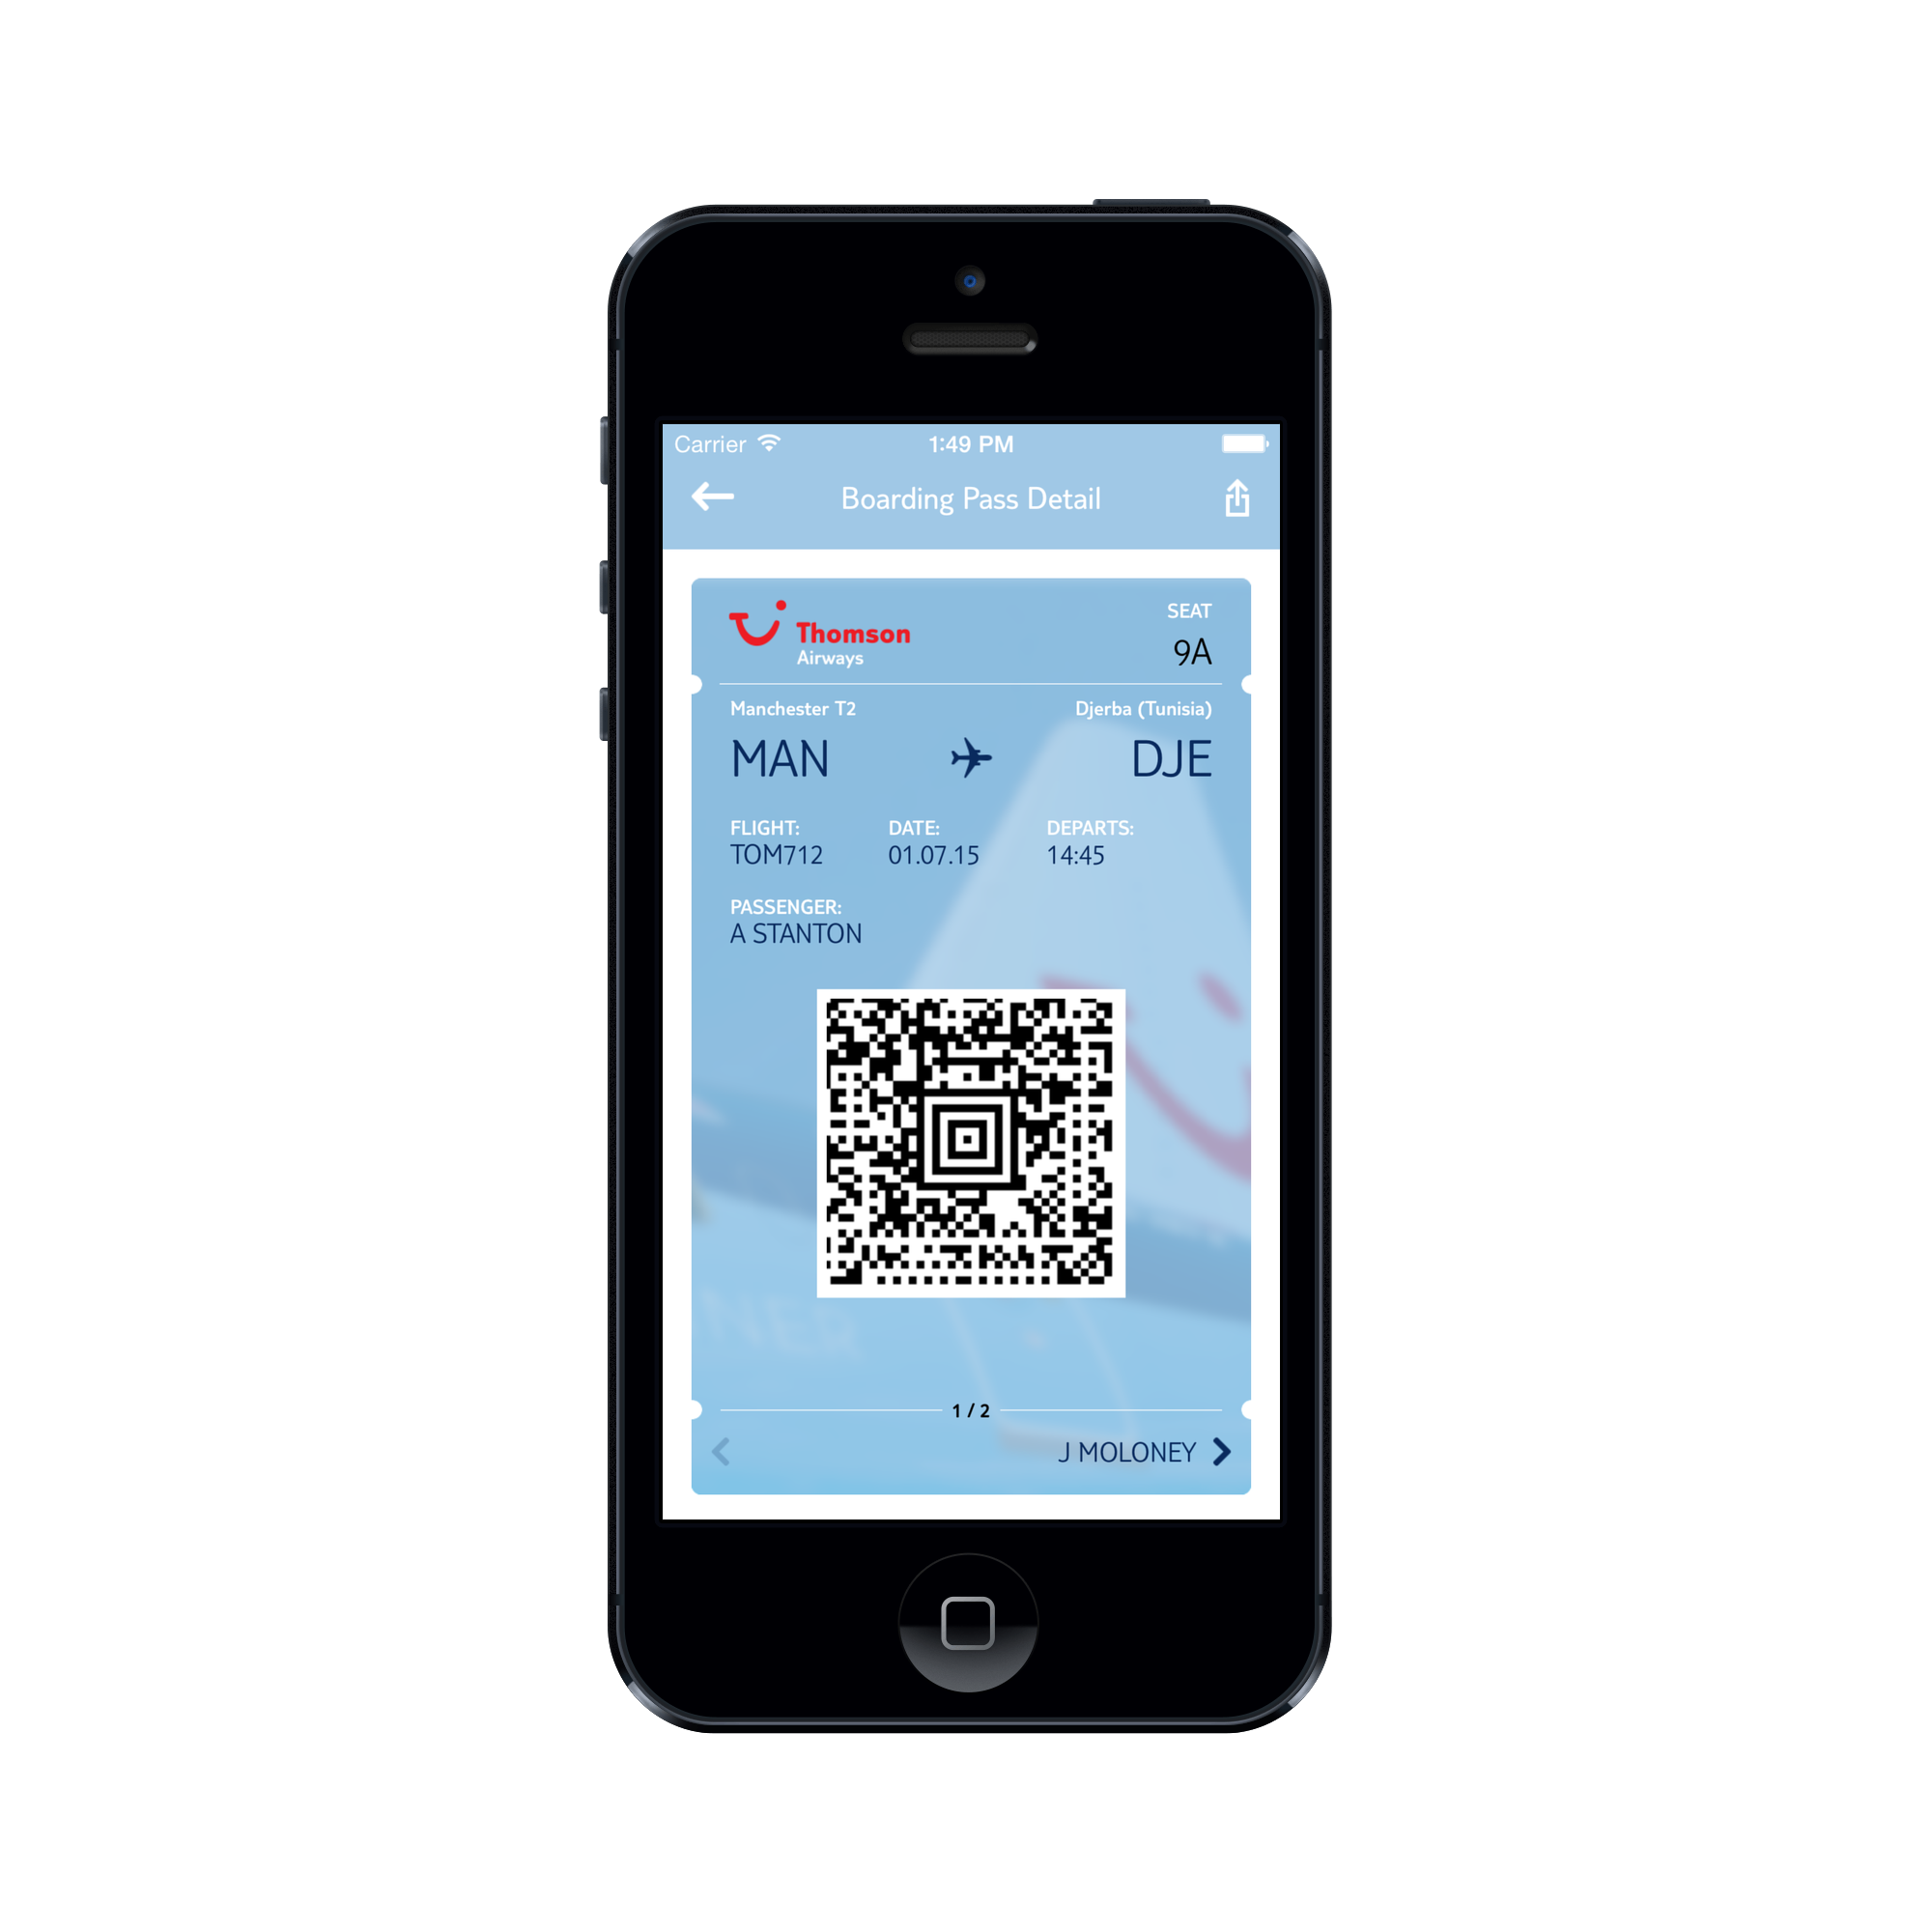 Carrier 1:49 PM
Boarding Pass Detail
SEAT
Thomson
Airways
9A
Manchester T2 Djerba (Tunisia)
MAN DJE
FLIGHT: DATE: DEPARTS:
TOM712 01.07.15 14:45
PASSENGER:
A STANTON
NER
1 / 2
J MOLONEY